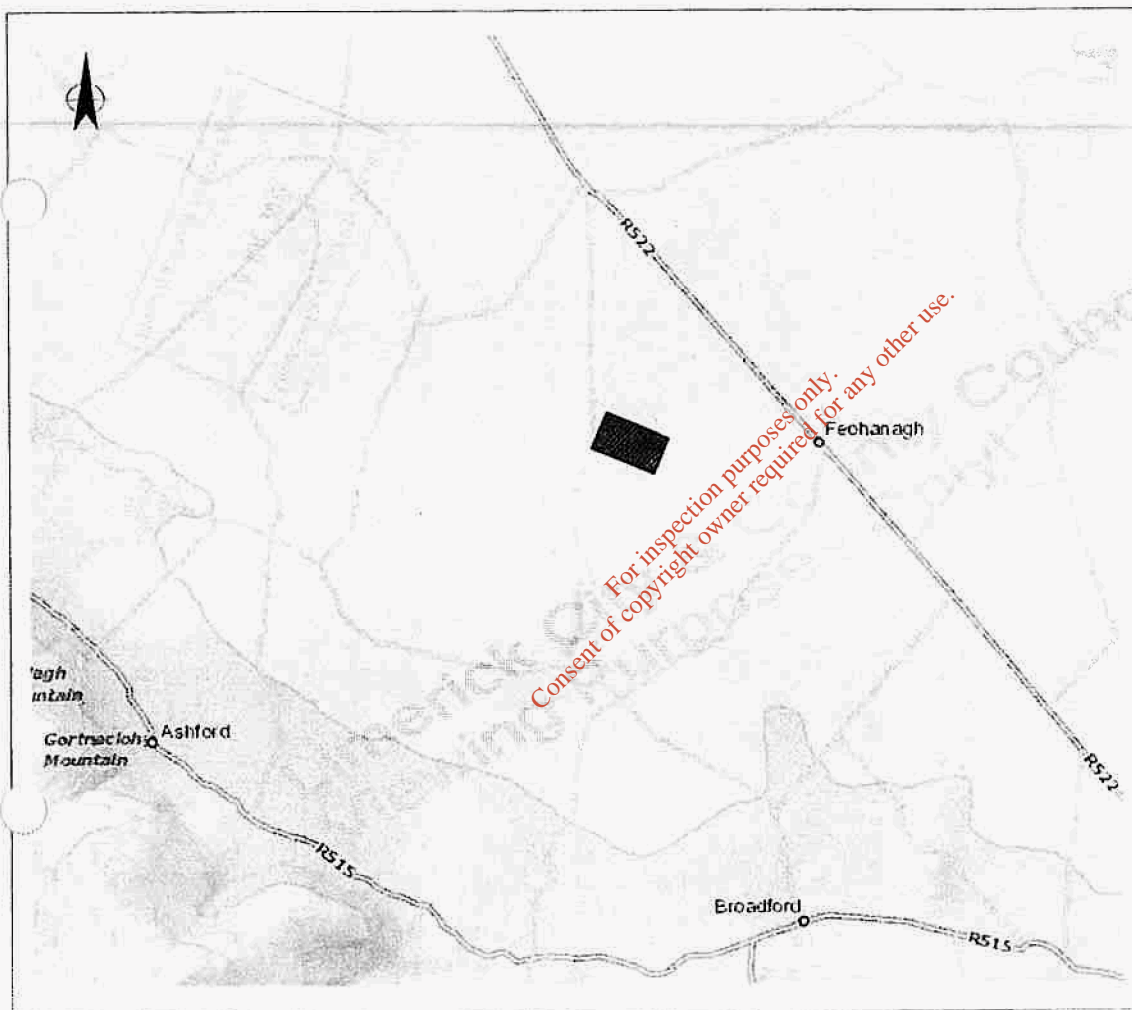 R522
For inspection purposes only.
Consent of copyright owner required for any other use.
Feohanagh
Ashford
Mountain
R515
Broadford
R515
R522